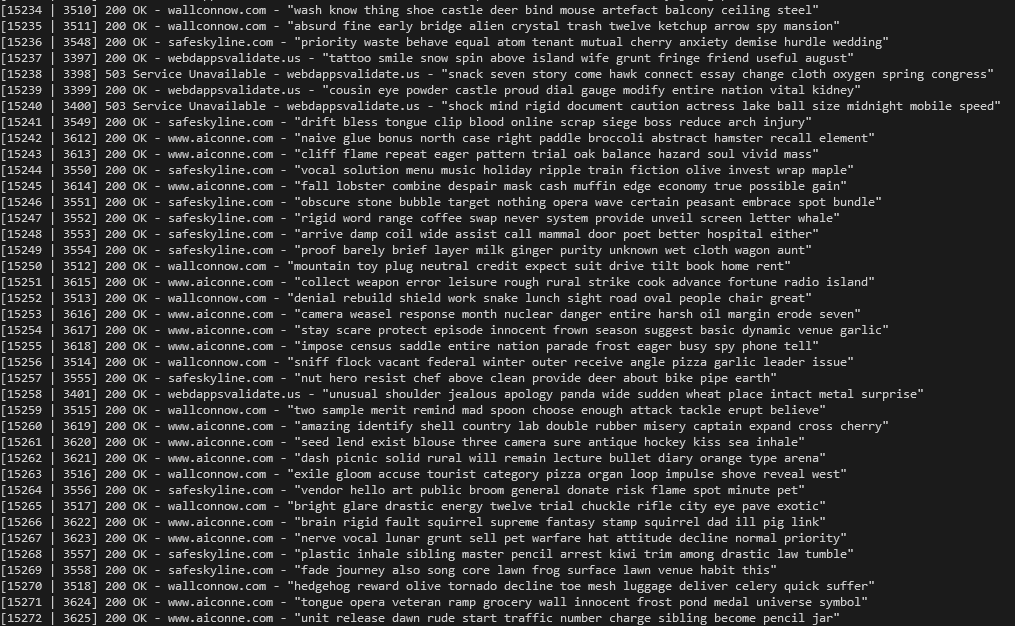 [15234 | 3510] 200 OK - wallconnow.com - "wash know thing shoe castle deer bind mouse artefact balcony ceiling steel"
[15235 | 3511] 200 OK - wallconnow.com - "absurd fine early bridge alien crystal trash twelve ketchup arrow spy mansion"
[15236 | 3548] 200 OK - safeskyline.com - "priority waste behave equal atom tenant mutual cherry anxiety demise hurdle wedding"
[15237 | 3397] 200 OK - webdappsvalidate.us - "tattoo smile snow spin above island wife grunt fringe friend useful august"
[15238 | 3398] 503 Service Unavailable - webdappsvalidate.us - "snack seven story come hawk connect essay change cloth oxygen spring congress"
[15239 | 3399] 200 OK - webdappsvalidate.us - "cousin eye powder castle proud dial gauge modify entire nation vital kidney"
[15240 | 3400] 503 Service Unavailable - webdappsvalidate.us - "shock mind rigid document caution actress lake ball size midnight mobile speed"
[15241 | 3549] 200 OK - safeskyline.com - "drift bless tongue clip blood online scrap siege boss reduce arch injury"
[15242 | 3612] 200 OK - www.aiconne.com - "naive glue bonus north case right paddle broccoli abstract hamster recall element"
[15243 | 3613] 200 OK - www.aiconne.com - "cliff flame repeat eager pattern trial oak balance hazard soul vivid mass"
[15244 | 3550] 200 OK - safeskyline.com - "vocal solution menu music holiday ripple train fiction olive invest wrap maple"
[15245 | 3614] 200 OK - www.aiconne.com - "fall lobster combine despair mask cash muffin edge economy true possible gain"
[15246 | 3551] 200 OK - safeskyline.com - "obscure stone bubble target nothing opera wave certain peasant embrace spot bundle"
[15247 | 3552] 200 OK - safeskyline.com - "rigid word range coffee swap never system provide unveil screen letter whale"
[15248 | 3553] 200 OK - safeskyline.com - "arrive damp coil wide assist call mammal door poet better hospital either"
[15249 | 3554] 200 OK - safeskyline.com - "proof barely brief layer milk ginger purity unknown wet cloth wagon aunt"
[15250 | 3512] 200 OK - wallconnow.com - "mountain toy plug neutral credit expect suit drive tilt book home rent"
[15251 | 3615] 200 OK - www.aiconne.com - "collect weapon error leisure rough rural strike cook advance fortune radio island"
[15252 | 3513] 200 OK - wallconnow.com - "denial rebuild shield work snake lunch sight road oval people chair great"
[15253 | 3616] 200 OK - www.aiconne.com - "camera weasel response month nuclear danger entire harsh oil margin erode seven"
[15254 | 3617] 200 OK - www.aiconne.com - "stay scare protect episode innocent frown season suggest basic dynamic venue garlic"
[15255 | 3618] 200 OK - www.aiconne.com - "impose census saddle entire nation parade frost eager busy spy phone tell"
[15256 | 3514] 200 OK - wallconnow.com - "sniff flock vacant federal winter outer receive angle pizza garlic leader issue"
[15257 | 3555] 200 OK - safeskyline.com - "nut hero resist chef above clean provide deer about bike pipe earth"
[15258 | 3401] 200 OK - webdappsvalidate.us - "unusual shoulder jealous apology panda wide sudden wheat place intact metal surprise"
[15259 | 3515] 200 OK - wallconnow.com - "two sample merit remind mad spoon choose enough attack tackle erupt believe"
[15260 | 3619] 200 OK - www.aiconne.com - "amazing identify shell country lab double rubber misery captain expand cross cherry"
[15261 | 3620] 200 OK - www.aiconne.com - "seed lend exist blouse three camera sure antique hockey kiss sea inhale"
[15262 | 3621] 200 OK - www.aiconne.com - "dash picnic solid rural will remain lecture bullet diary orange type arena"
[15263 | 3516] 200 OK - wallconnow.com - "exile gloom accuse tourist category pizza organ loop impulse shove reveal west"
[15264 | 3556] 200 OK - safeskyline.com - "vendor hello art public broom general donate risk flame spot minute pet"
[15265 | 3517] 200 OK - wallconnow.com - "bright glare drastic energy twelve trial chuckle rifle city eye pave exotic"
[15266 | 3622] 200 OK - www.aiconne.com - "brain rigid fault squirrel supreme fantasy stamp squirrel dad ill pig link"
[15267 | 3623] 200 OK - www.aiconne.com - "nerve vocal lunar grunt sell pet warfare hat attitude decline normal priority"
[15268 | 3557] 200 OK - safeskyline.com - "plastic inhale sibling master pencil arrest kiwi trim among drastic law tumble"
[15269 | 3558] 200 OK - safeskyline.com - "fade journey also song core lawn frog surface lawn venue habit this"
[15270 | 3518] 200 OK - wallconnow.com - "hedgehog reward olive tornado decline toe mesh luggage deliver celery quick suffer"
[15271 | 3624] 200 OK - www.aiconne.com - "tongue opera veteran ramp grocery wall innocent frost pond medal universe symbol"
[15272 | 3625] 200 OK - www.aiconne.com - "unit release dawn rude start traffic number charge sibling become pencil jar"